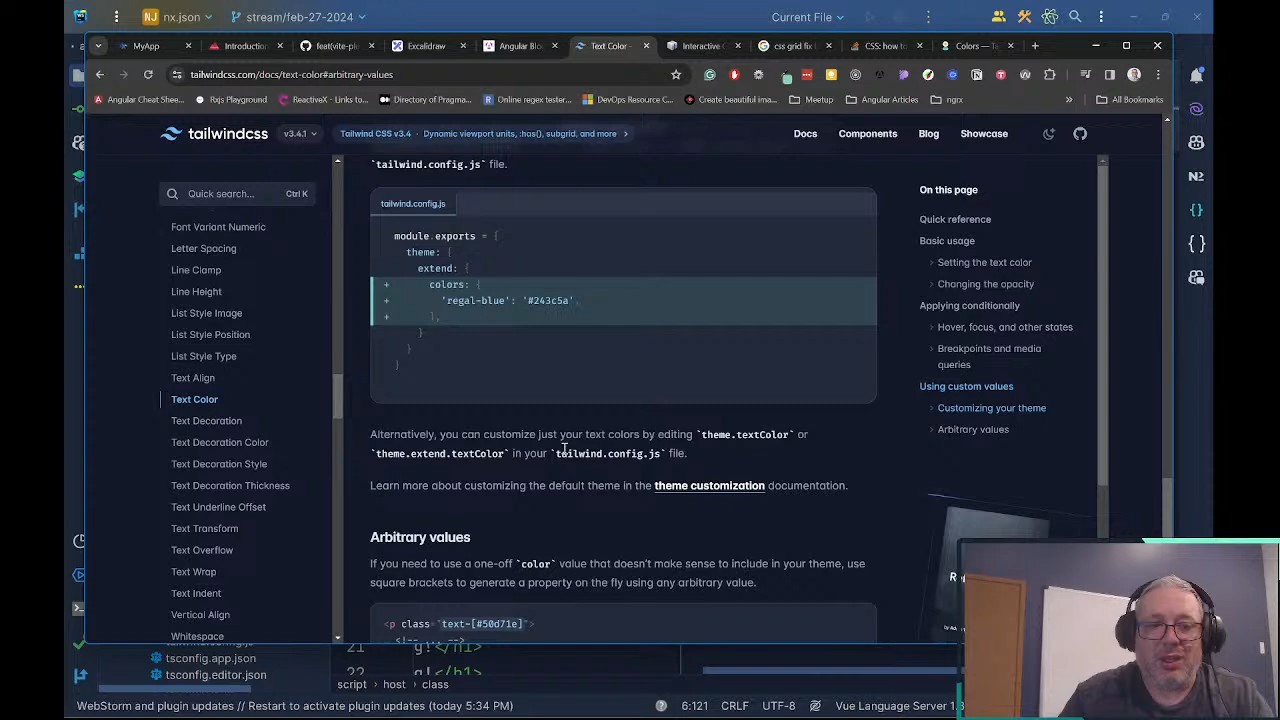 nx.json
stream/feb-27-2024
Current File
MyApp
Introduction
feat(vite-plu
Excalidraw
Angular Blo
Text Color -
Interactive C
css grid fix
CSS: how to
Colors — Ta
tailwindcss.com/docs/text-color#arbitrary-values
Angular Cheat Shee...
Rxjs Playground
ReactiveX - Links to...
Directory of Pragma...
Online regex tester...
DevOps Resource C...
Create beautiful ima...
Meetup
Angular Articles
ngrx
»
All Bookmarks
tailwindcss
v3.4.1
Tailwind CSS v3.4
Dynamic viewport units, :has(), subgrid, and more
Docs
Components
Blog
Showcase
Quick search...
Ctrl K
Font Variant Numeric
Letter Spacing
Line Clamp
Line Height
List Style Image
List Style Position
List Style Type
Text Align
Text Color
Text Decoration
Text Decoration Color
Text Decoration Style
Text Decoration Thickness
Text Underline Offset
Text Transform
Text Overflow
Text Wrap
Text Indent
Vertical Align
Whitespace
`tailwind.config.js` file.
tailwind.config.js
module.exports = {
theme: {
extend: {
+ colors: {
+ 'regal-blue': '#243c5a',
+ },
}
}
}
Alternatively, you can customize just your text colors by editing `theme.textColor` or
`theme.extend.textColor` in your `tailwind.config.js` file.
Learn more about customizing the default theme in the theme customization documentation.
Arbitrary values
If you need to use a one-off `color` value that doesn't make sense to include in your theme, use
square brackets to generate a property on the fly using any arbitrary value.
<p class="text-[#50d71e]">
On this page
Quick reference
Basic usage
Setting the text color
Changing the opacity
Applying conditionally
Hover, focus, and other states
Breakpoints and media
queries
Using custom values
Customizing your theme
Arbitrary values
tsconfig.app.json
tsconfig.editor.json
21
g!</h1>
22
g!</h1>
script › host › class
WebStorm and plugin updates // Restart to activate plugin updates (today 5:34 PM)
6:121
CRLF
UTF-8
Vue Language Server 1.8